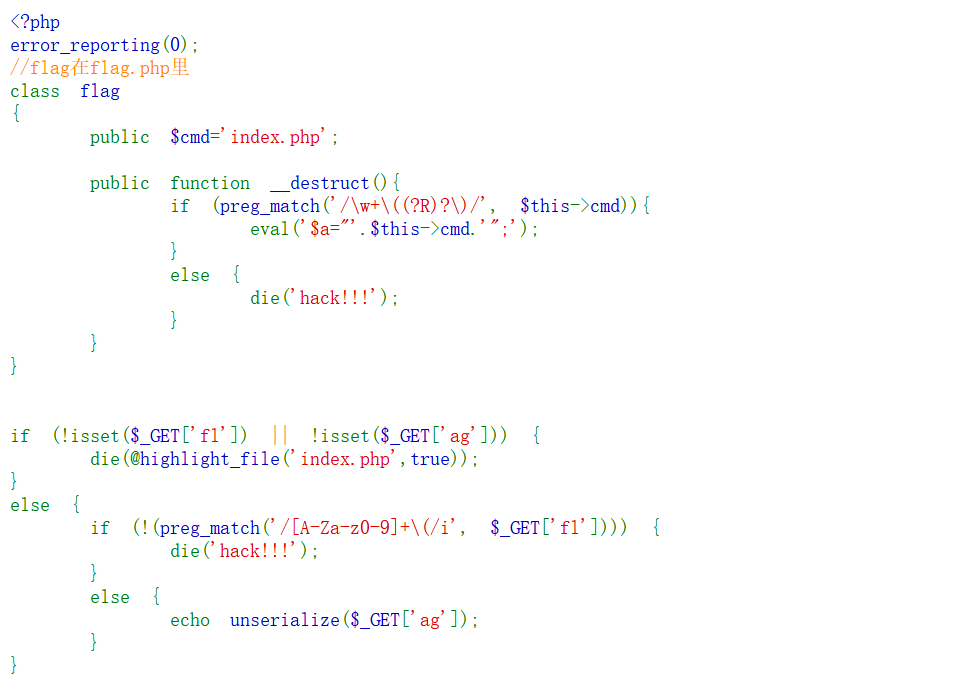 <?php
error_reporting(0);
//flag在flag.php里
class flag
{
        public $cmd='index.php';
        public function __destruct(){
                if (preg_match('/\w+\((?R)?\)/', $this->cmd)){
                        eval('$a="'.$this->cmd.'";');
                }
                else {
                        die('hack!!!');
                }
        }
}
if (!isset($_GET['fl']) || !isset($_GET['ag'])) {
        die(@highlight_file('index.php',true));
}
else {
        if (!(preg_match('/[A-Za-z0-9]+\(/i', $_GET['fl']))) {
                die('hack!!!');
        }
        else {
                echo unserialize($_GET['ag']);
        }
}